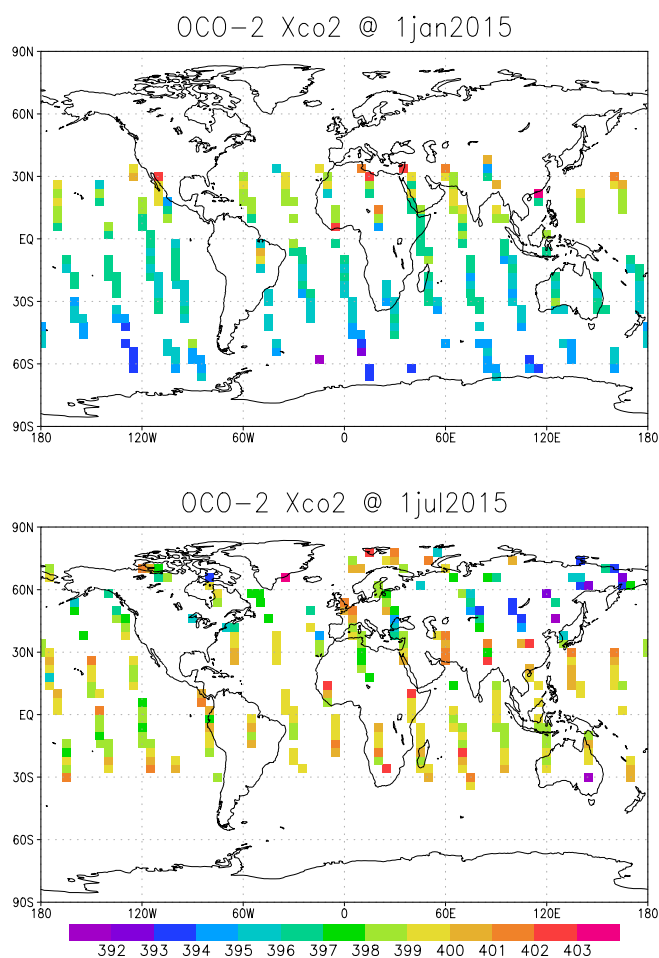 OCO-2 Xco2 @ 1jan2015
90N
60N
30N
EQ
30S
60S
90S
180 120W 60W 0 60E 120E 180
OCO-2 Xco2 @ 1jul2015
90N
60N
30N
EQ
30S
60S
90S
180 120W 60W 0 60E 120E 180
392 393 394 395 396 397 398 399 400 401 402 403